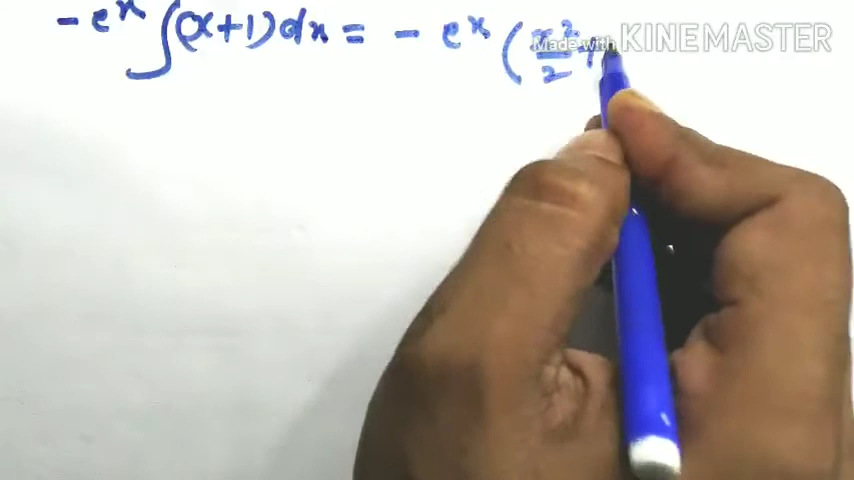 -e^x ∫(x+1)dx = -e^x (x²/2 +
Made with KINEMASTER